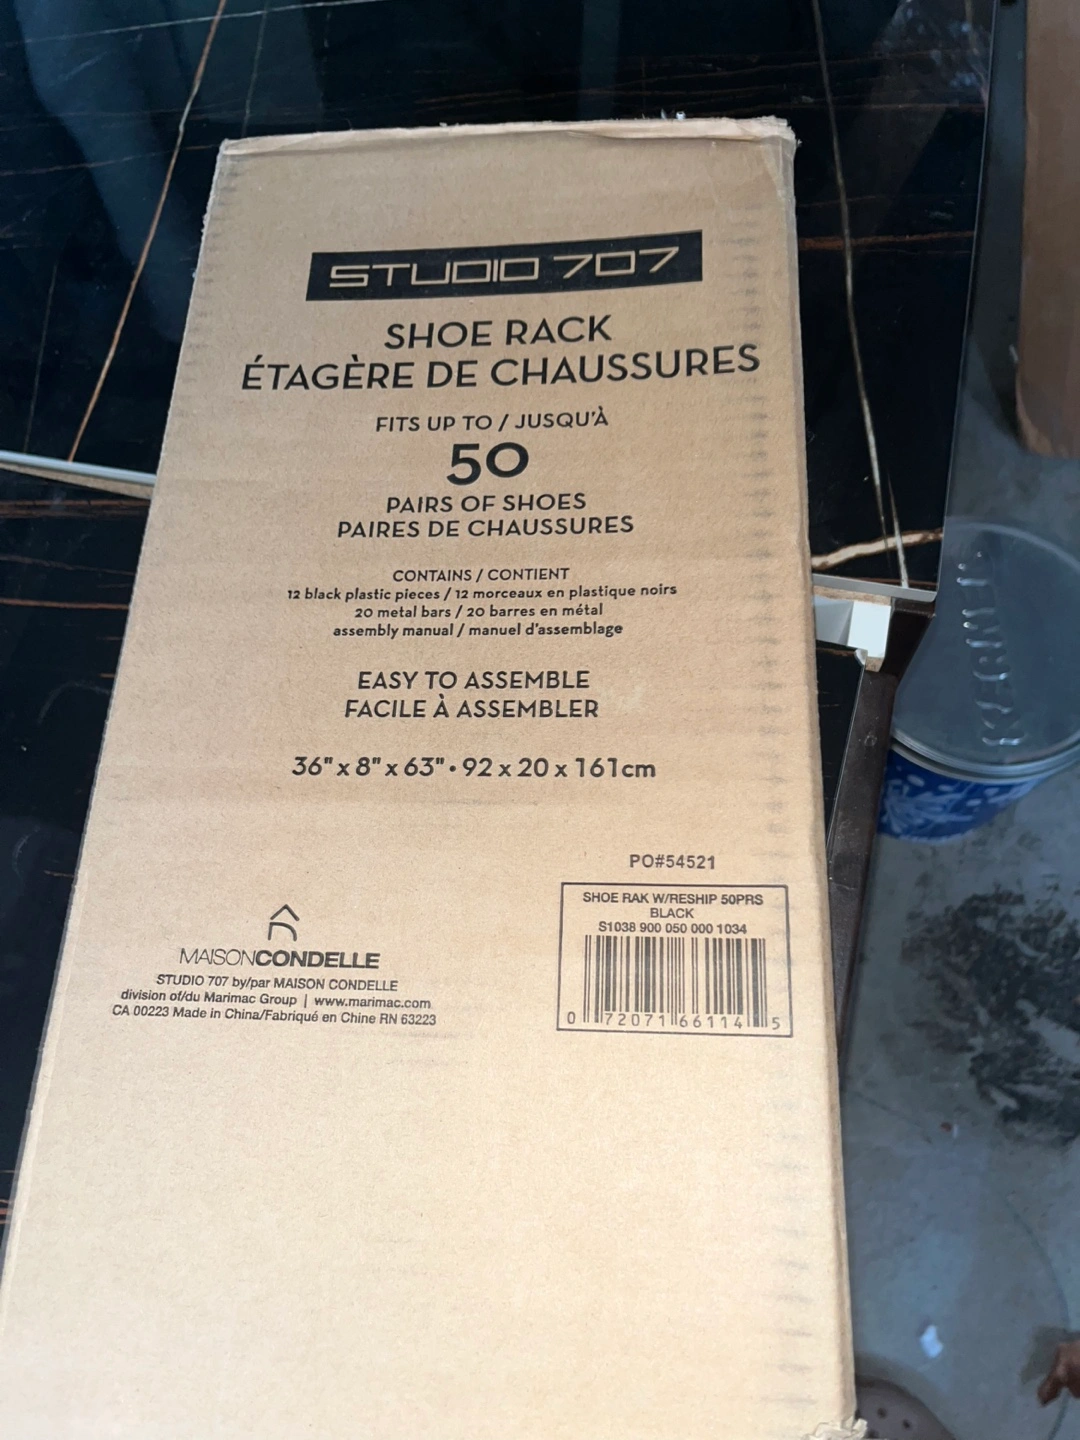 STUDIO 707
SHOE RACK
ÉTAGÈRE DE CHAUSSURES
FITS UP TO / JUSQU'À
50
PAIRS OF SHOES
PAIRES DE CHAUSSURES
CONTAINS / CONTIENT
12 black plastic pieces / 12 morceaux en plastique noirs
20 metal bars / 20 barres en métal
assembly manual / manuel d'assemblage
EASY TO ASSEMBLE
FACILE À ASSEMBLER
36" x 8" x 63" • 92 x 20 x 161cm
PO#54521
SHOE RAK W/RESHIP 50PRS
BLACK
S1038 900 050 000 1034
0 72071 66114 5
MAISONCONDELLE
STUDIO 707 by/par MAISON CONDELLE
division of/du Marimac Group | www.marimac.com
CA 00223 Made in China/Fabriqué en Chine RN 63223